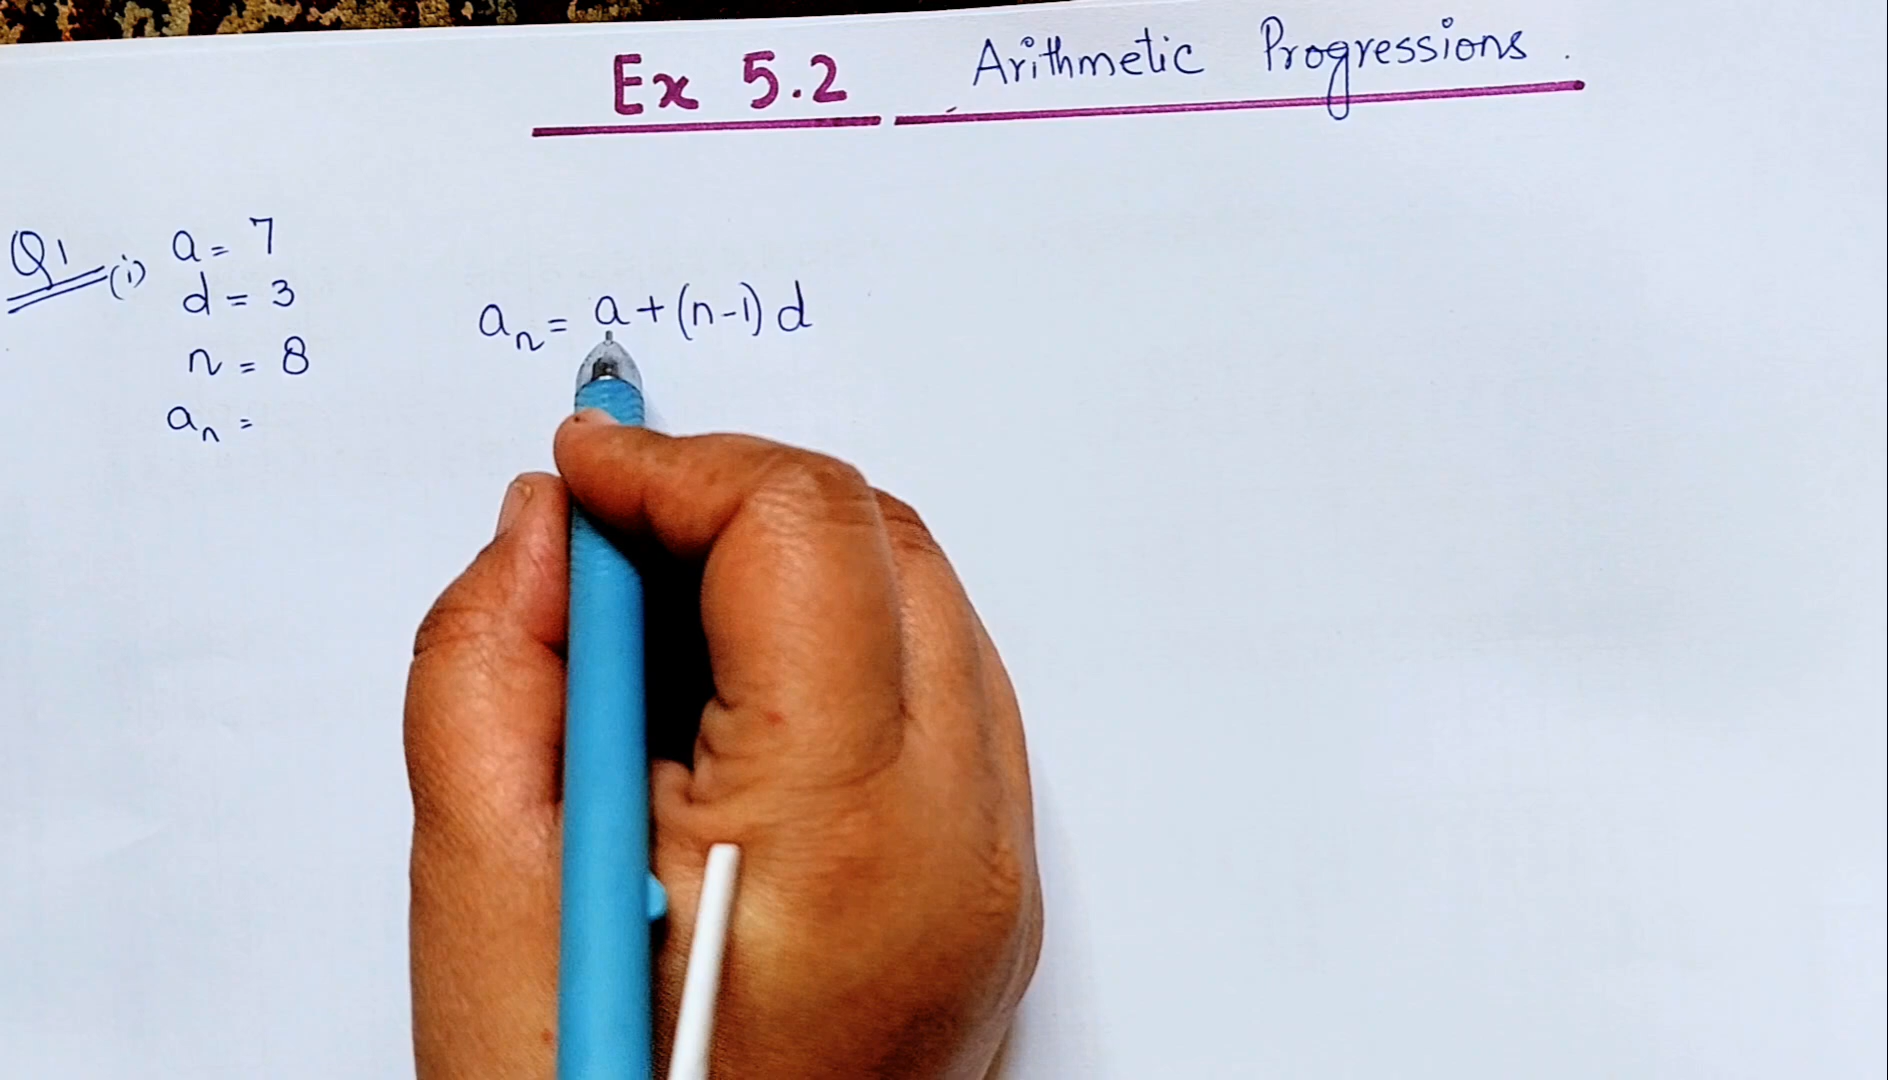 Ex 5.2 Arithmetic Progressions.
Q1 (i) a = 7
d = 3
n = 8
aₙ =
aₙ = a + (n-1) d